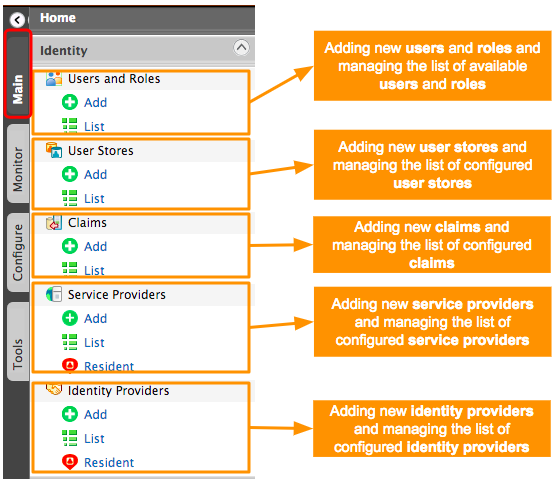 Home
Identity
Main
Monitor
Configure
Tools
Users and Roles
Add
List
User Stores
Add
List
Claims
Add
List
Service Providers
Add
List
Resident
Identity Providers
Add
List
Resident
Adding new users and roles and
managing the list of available
users and roles
Adding new user stores and
managing the list of configured
user stores
Adding new claims and
managing the list of configured
claims
Adding new service providers
and managing the list of
configured service providers
Adding new identity providers
and managing the list of
configured identity providers